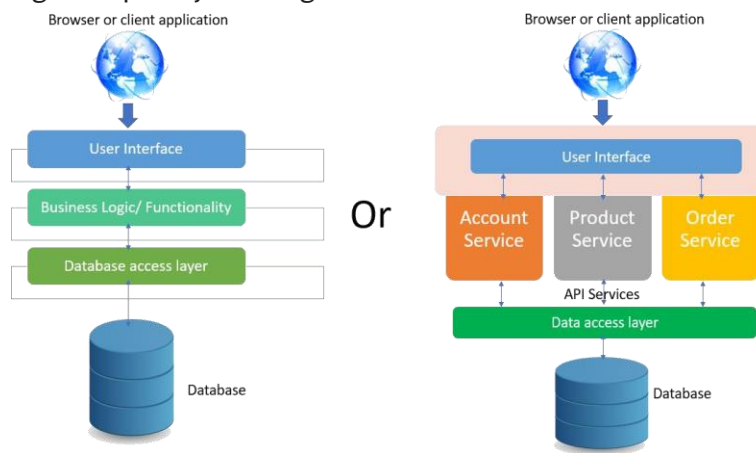 Browser or client application
User Interface
Business Logic/ Functionality
Database access layer
Database
Or
Browser or client application
User Interface
Account
Service
Product
Service
Order
Service
API Services
Data access layer
Database